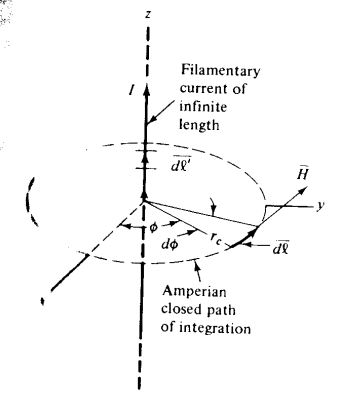 z
Filamentary
current of
infinite
length
I
dℓ̅'
H̅
y
ϕ
dϕ
r_c
dℓ̅
Amperian
closed path
of integration